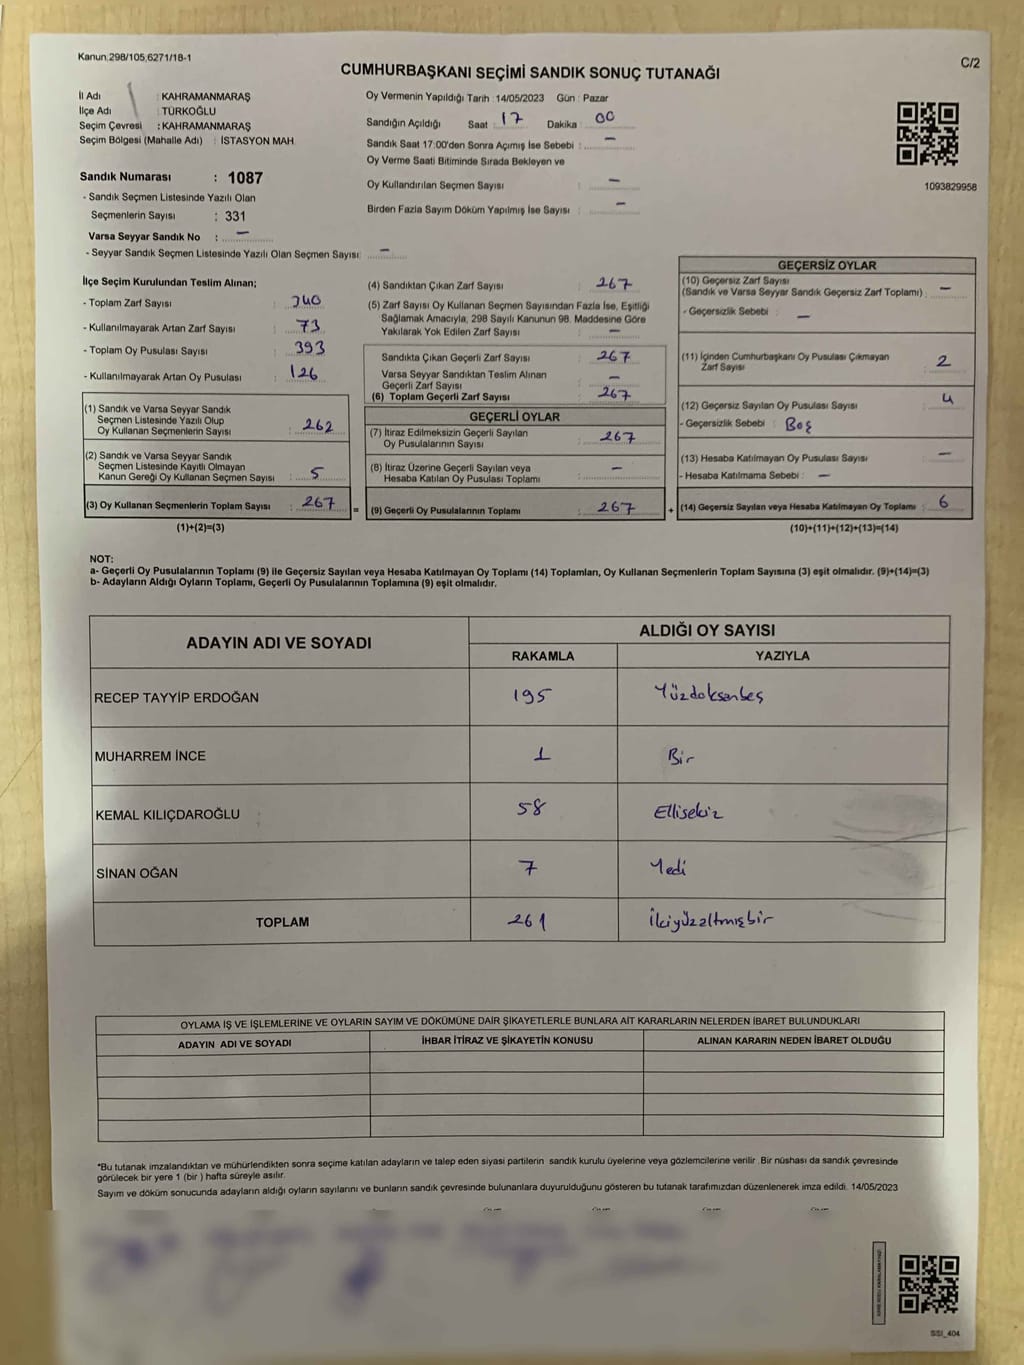 Kanun:298/105,6271/18-1
C/2
CUMHURBAŞKANI SEÇİMİ SANDIK SONUÇ TUTANAĞI
İl Adı : KAHRAMANMARAŞ
İlçe Adı : TÜRKOĞLU
Seçim Çevresi : KAHRAMANMARAŞ
Seçim Bölgesi (Mahalle Adı) : İSTASYON MAH.
Oy Vermenin Yapıldığı Tarih :14/05/2023 Gün : Pazar
Sandığın Açıldığı Saat 17 Dakika : 00
Sandık Saat 17:00'den Sonra Açımış İse Sebebi : -
Oy Verme Saati Bitiminde Sırada Bekleyen ve
Oy Kullandırılan Seçmen Sayısı : -
Birden Fazla Sayım Döküm Yapılmış İse Sayısı : -
1093829958
Sandık Numarası : 1087
- Sandık Seçmen Listesinde Yazılı Olan
Seçmenlerin Sayısı : 331
Varsa Seyyar Sandık No : -
- Seyyar Sandık Seçmen Listesinde Yazılı Olan Seçmen Sayısı: -
İlçe Seçim Kurulundan Teslim Alınan;
- Toplam Zarf Sayısı : 340
- Kullanılmayarak Artan Zarf Sayısı : 73
- Toplam Oy Pusulası Sayısı : 393
- Kullanılmayarak Artan Oy Pusulası : 126
(1) Sandık ve Varsa Seyyar Sandık
Seçmen Listesinde Yazılı Olup
Oy Kullanan Seçmenlerin Sayısı : 262
(2) Sandık ve Varsa Seyyar Sandık
Seçmen Listesinde Kayıtlı Olmayan
Kanun Gereği Oy Kullanan Seçmen Sayısı : 5
(3) Oy Kullanan Seçmenlerin Toplam Sayısı : 267 =
(1)+(2)=(3)
(4) Sandıktan Çıkan Zarf Sayısı : 267
(5) Zarf Sayısı Oy Kullanan Seçmen Sayısından Fazla İse, Eşitliği
Sağlamak Amacıyla, 298 Sayılı Kanunun 98. Maddesine Göre
Yakılarak Yok Edilen Zarf Sayısı : -
Sandıkta Çıkan Geçerli Zarf Sayısı : 267
Varsa Seyyar Sandıktan Teslim Alınan
Geçerli Zarf Sayısı : -
(6) Toplam Geçerli Zarf Sayısı : 267
GEÇERLİ OYLAR
(7) İtiraz Edilmeksizin Geçerli Sayılan
Oy Pusulalarının Sayısı : 267
(8) İtiraz Üzerine Geçerli Sayılan veya
Hesaba Katılan Oy Pusulası Toplamı : -
(9) Geçerli Oy Pusulalarının Toplamı : 267 +
GEÇERSİZ OYLAR
(10) Geçersiz Zarf Sayısı
(Sandık ve Varsa Seyyar Sandık Geçersiz Zarf Toplamı) : -
- Geçersizlik Sebebi : -
(11) İçinden Cumhurbaşkanı Oy Pusulası Çıkmayan
Zarf Sayısı : 2
(12) Geçersiz Sayılan Oy Pusulası Sayısı : 4
- Geçersizlik Sebebi : Boş
(13) Hesaba Katılmayan Oy Pusulası Sayısı : -
- Hesaba Katılmama Sebebi : -
(14) Geçersiz Sayılan veya Hesaba Katılmayan Oy Toplamı : 6
(10)+(11)+(12)+(13)=(14)
NOT:
a- Geçerli Oy Pusulalarının Toplamı (9) ile Geçersiz Sayılan veya Hesaba Katılmayan Oy Toplamı (14) Toplamları, Oy Kullanan Seçmenlerin Toplam Sayısına (3) eşit olmalıdır. (9)+(14)=(3)
b- Adayların Aldığı Oyların Toplamı, Geçerli Oy Pusulalarının Toplamına (9) eşit olmalıdır.
ADAYIN ADI VE SOYADI ALDIĞI OY SAYISI
RAKAMLA YAZIYLA
RECEP TAYYİP ERDOĞAN 195 Yüzdoksanbeş
MUHARREM İNCE 1 Bir
KEMAL KILIÇDAROĞLU 58 Ellisekiz
SİNAN OĞAN 7 Yedi
TOPLAM 261 İkiyüzaltmışbir
OYLAMA İŞ VE İŞLEMLERİNE VE OYLARIN SAYIM VE DÖKÜMÜNE DAİR ŞİKAYETLERLE BUNLARA AİT KARARLARIN NELERDEN İBARET BULUNDUKLARI
ADAYIN ADI VE SOYADI İHBAR İTİRAZ VE ŞİKAYETİN KONUSU ALINAN KARARIN NEDEN İBARET OLDUĞU
*Bu tutanak imzalandıktan ve mühürlendikten sonra seçime katılan adayların ve talep eden siyasi partilerin sandık kurulu üyelerine veya gözlemcilerine verilir .Bir nüshası da sandık çevresinde
görülecek bir yere 1 (bir ) hafta süreyle asılır.
Sayım ve döküm sonucunda adayların aldığı oyların sayılarını ve bunların sandık çevresinde bulunanlara duyurulduğunu gösteren bu tutanak tarafımızdan düzenlenerek imza edildi. 14/05/2023
SSI_404